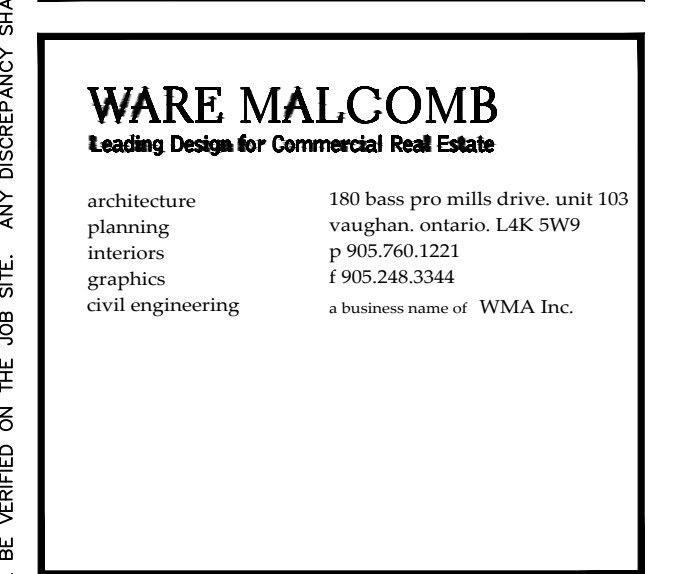 BE VERIFIED ON THE JOB SITE. ANY DISCREPANCY SHA
WARE MALCOMB
Leading Design for Commercial Real Estate
architecture
planning
interiors
graphics
civil engineering
180 bass pro mills drive. unit 103
vaughan. ontario. L4K 5W9
p 905.760.1221
f 905.248.3344
a business name of WMA Inc.